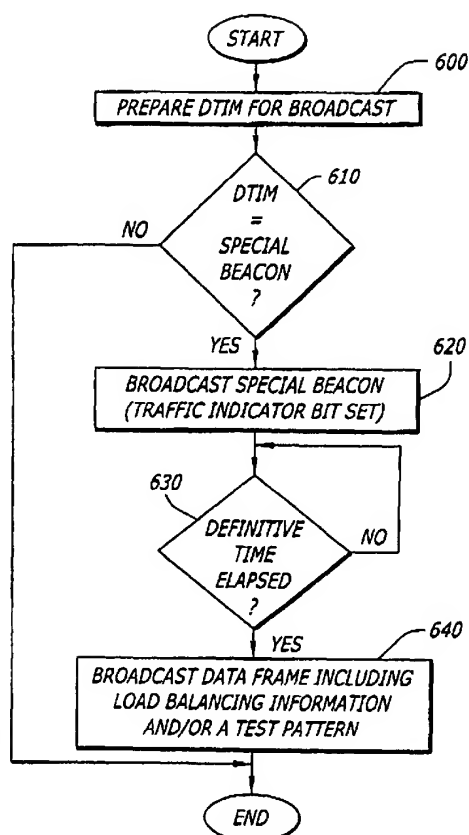 START
600
PREPARE DTIM FOR BROADCAST
610
DTIM
=
SPECIAL
BEACON
?
NO
YES
620
BROADCAST SPECIAL BEACON
(TRAFFIC INDICATOR BIT SET)
630
DEFINITIVE
TIME
ELAPSED
?
NO
YES
640
BROADCAST DATA FRAME INCLUDING
LOAD BALANCING INFORMATION
AND/OR A TEST PATTERN
END